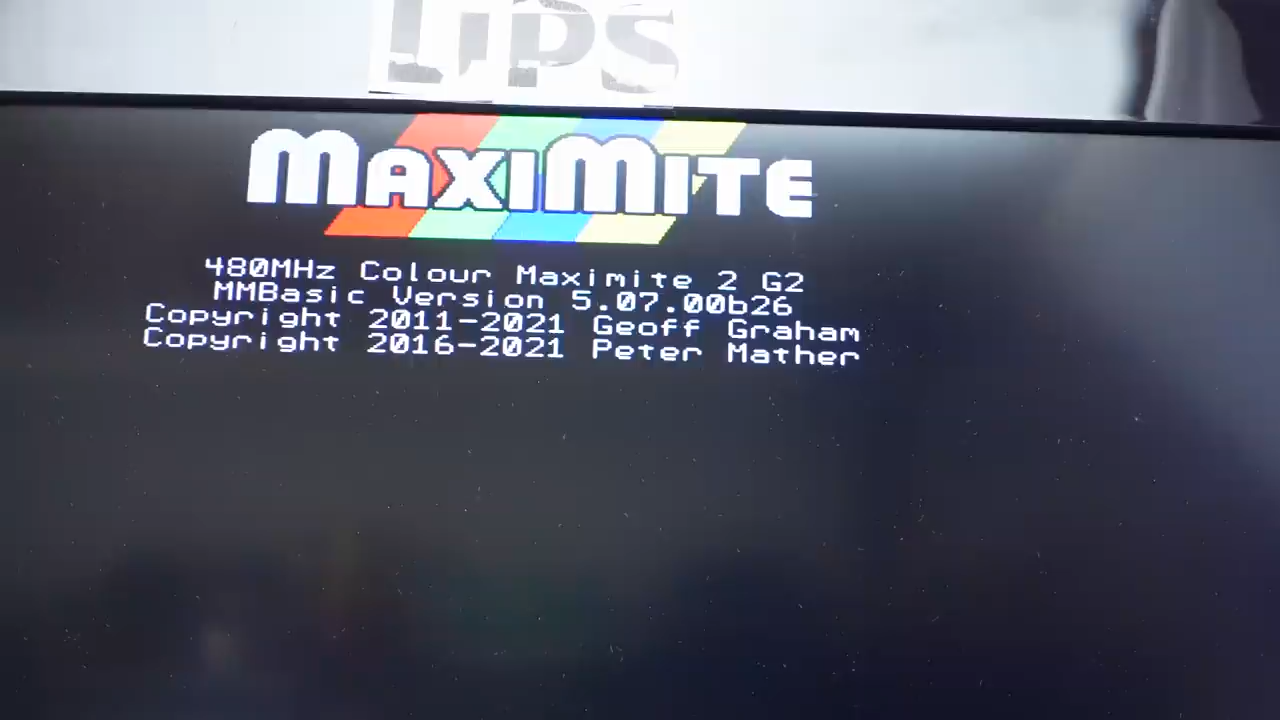 MAXIMITE
480MHz Colour Maximite 2 G2
MMBasic Version 5.07.00b26
Copyright 2011-2021 Geoff Graham
Copyright 2016-2021 Peter Mather